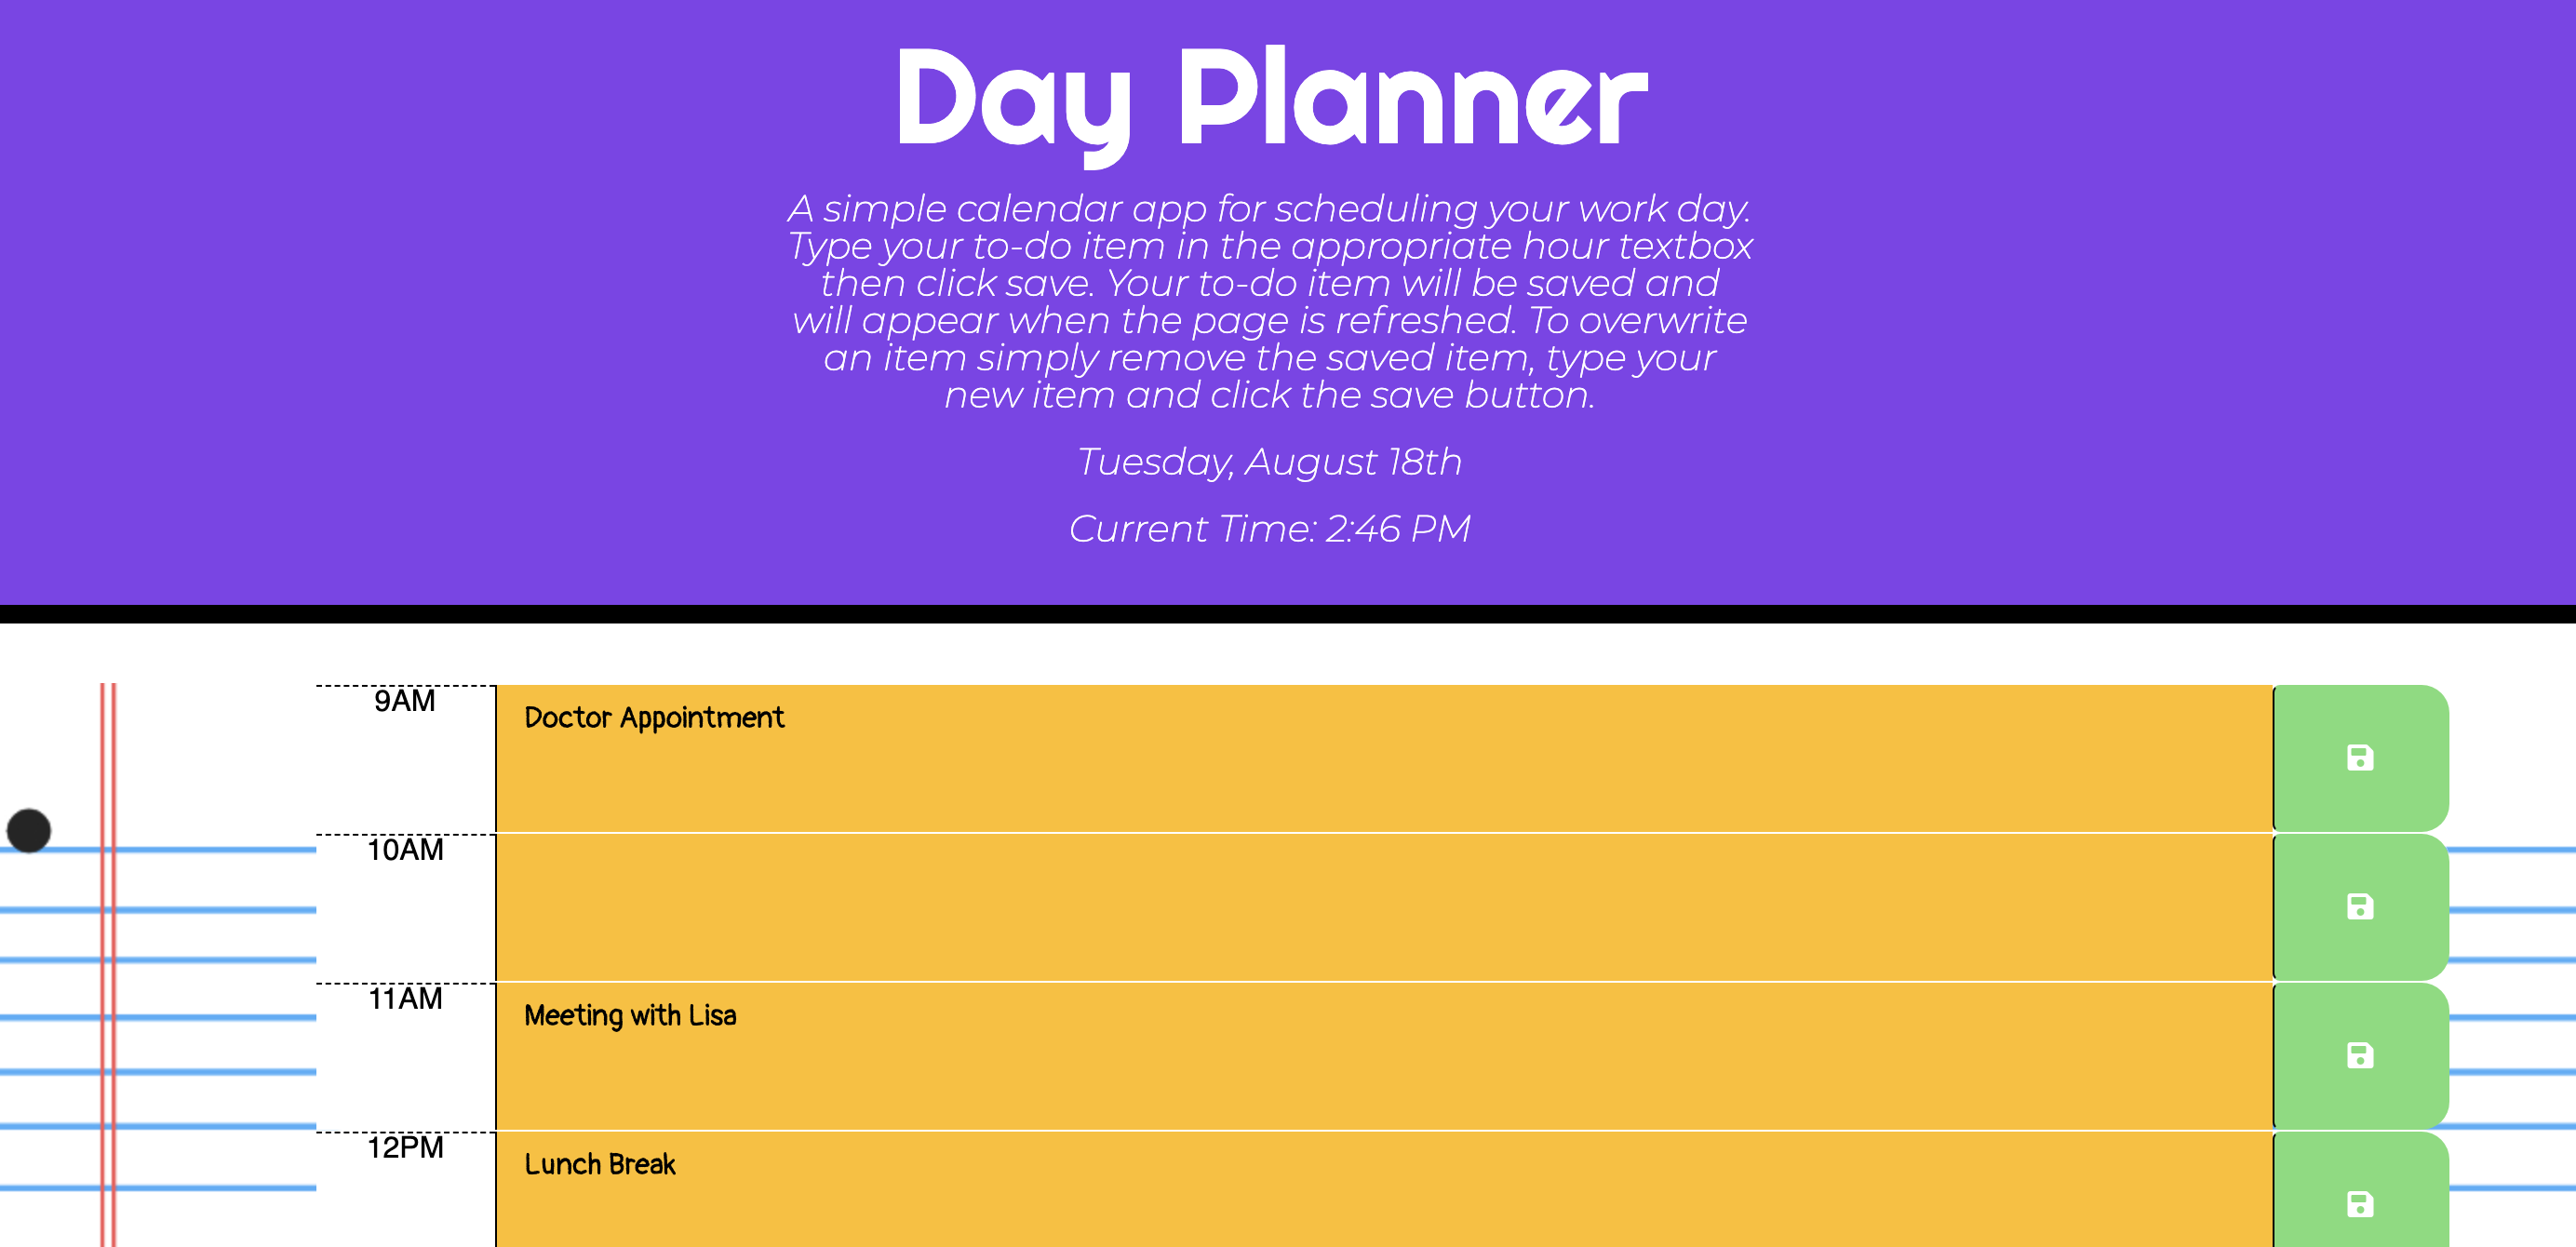 Day Planner
A simple calendar app for scheduling your work day.
Type your to-do item in the appropriate hour textbox
then click save. Your to-do item will be saved and
will appear when the page is refreshed. To overwrite
an item simply remove the saved item, type your
new item and click the save button.
Tuesday, August 18th
Current Time: 2:46 PM
9AM
Doctor Appointment
10AM
11AM
Meeting with Lisa
12PM
Lunch Break